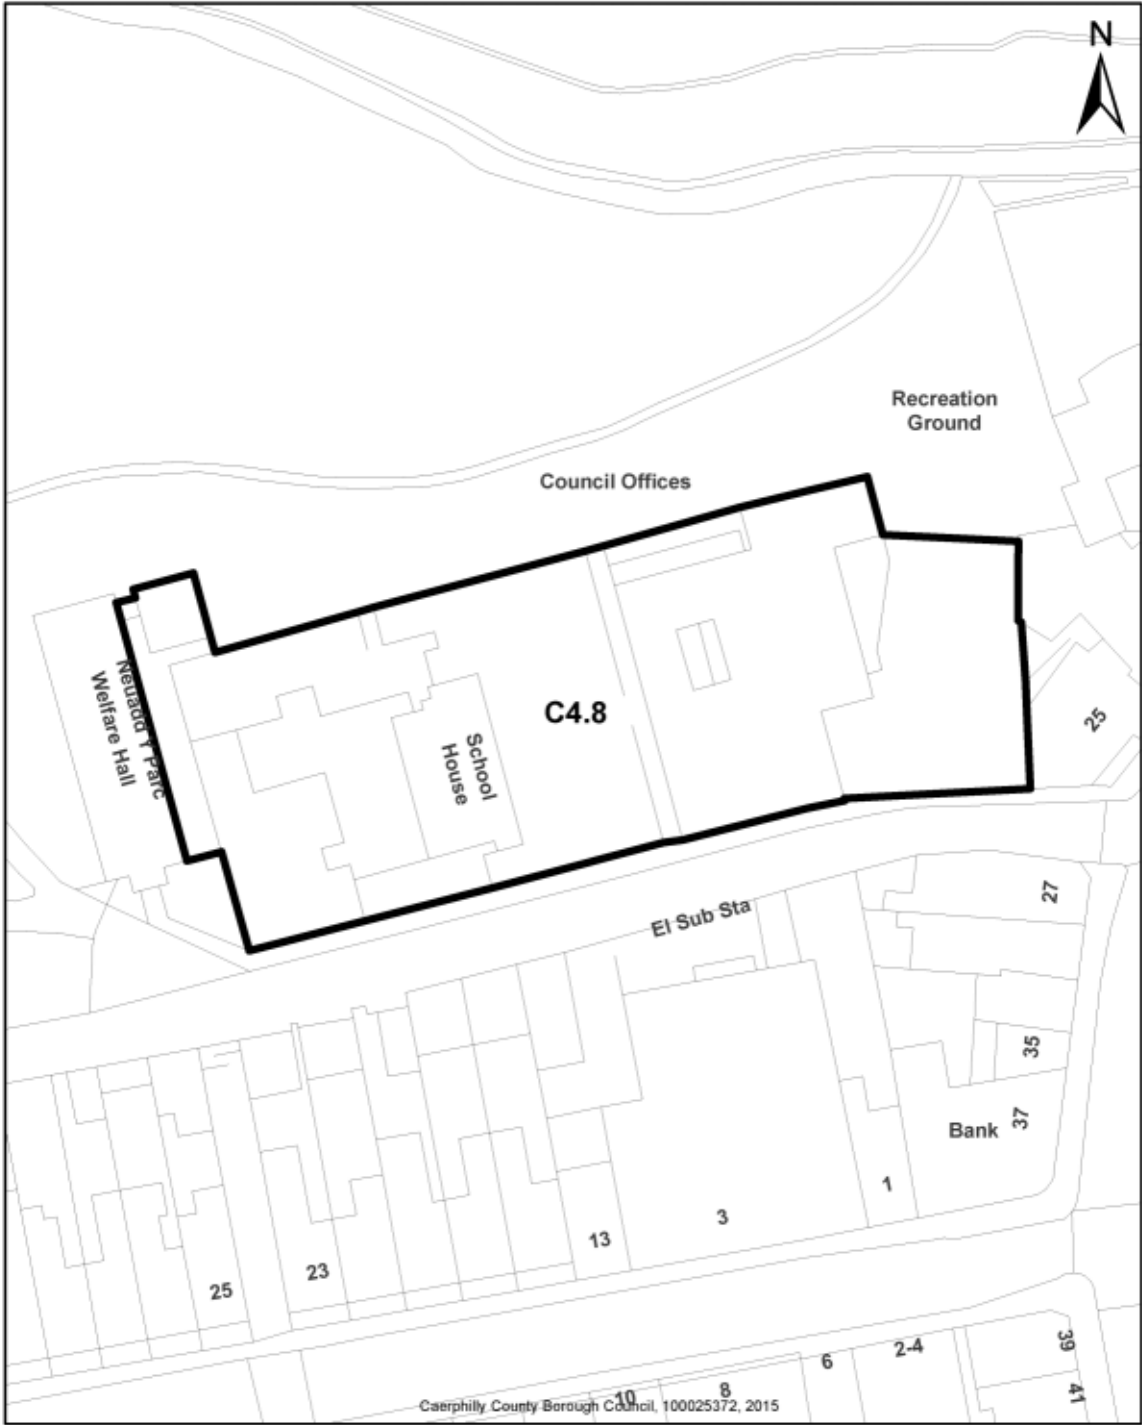 N
Recreation
Ground
Council Offices
Neuadd Y Parc
Welfare Hall
School
House
C4.8
25
El Sub Sta
27
35
37
Bank
1
3
13
23
25
39
2-4
6
8
10
41
Caerphilly County Borough Council, 100025372, 2015